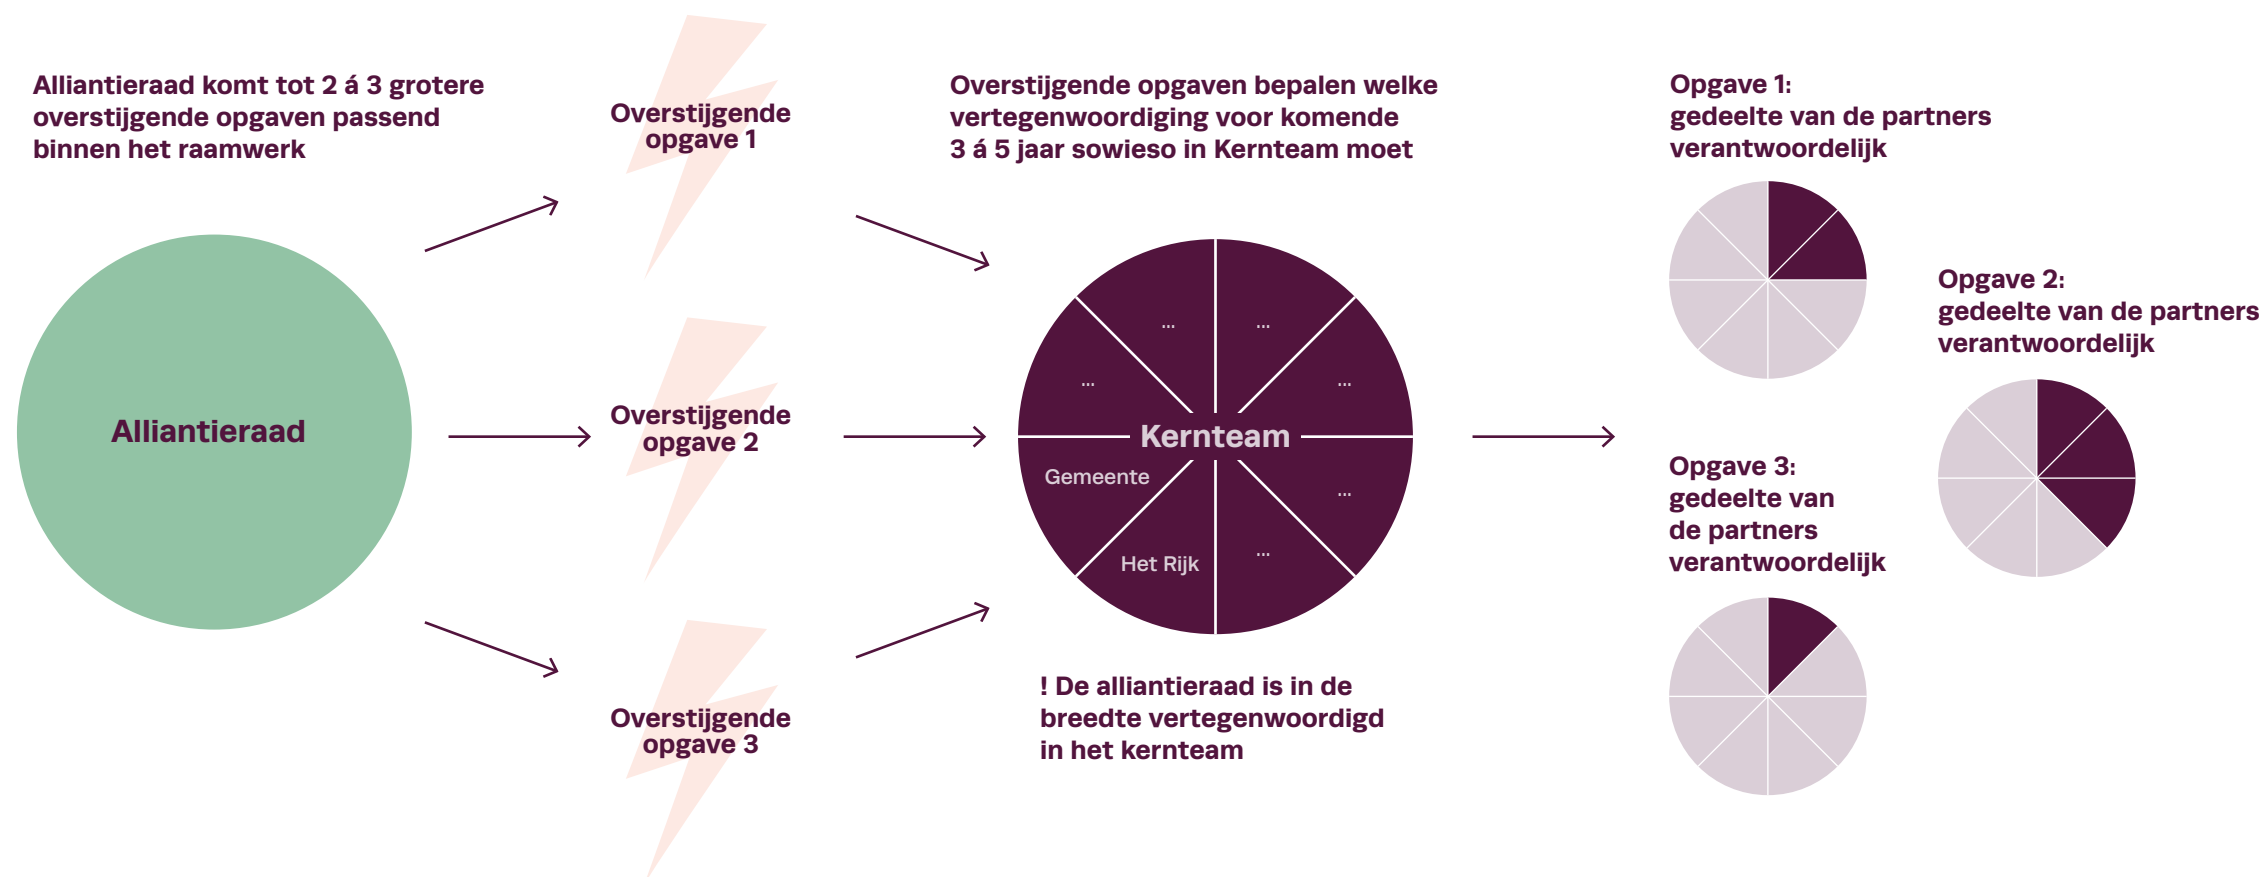 Alliantieraad komt tot 2 á 3 grotere
overstijgende opgaven passend
binnen het raamwerk
Alliantieraad
Overstijgende
opgave 1
Overstijgende
opgave 2
Overstijgende
opgave 3
Overstijgende opgaven bepalen welke
vertegenwoordiging voor komende
3 á 5 jaar sowieso in Kernteam moet
...
...
...
...
Kernteam
Gemeente
...
Het Rijk
...
! De alliantieraad is in de
breedte vertegenwoordigd
in het kernteam
Opgave 1:
gedeelte van de partners
verantwoordelijk
Opgave 2:
gedeelte van de partners
verantwoordelijk
Opgave 3:
gedeelte van
de partners
verantwoordelijk